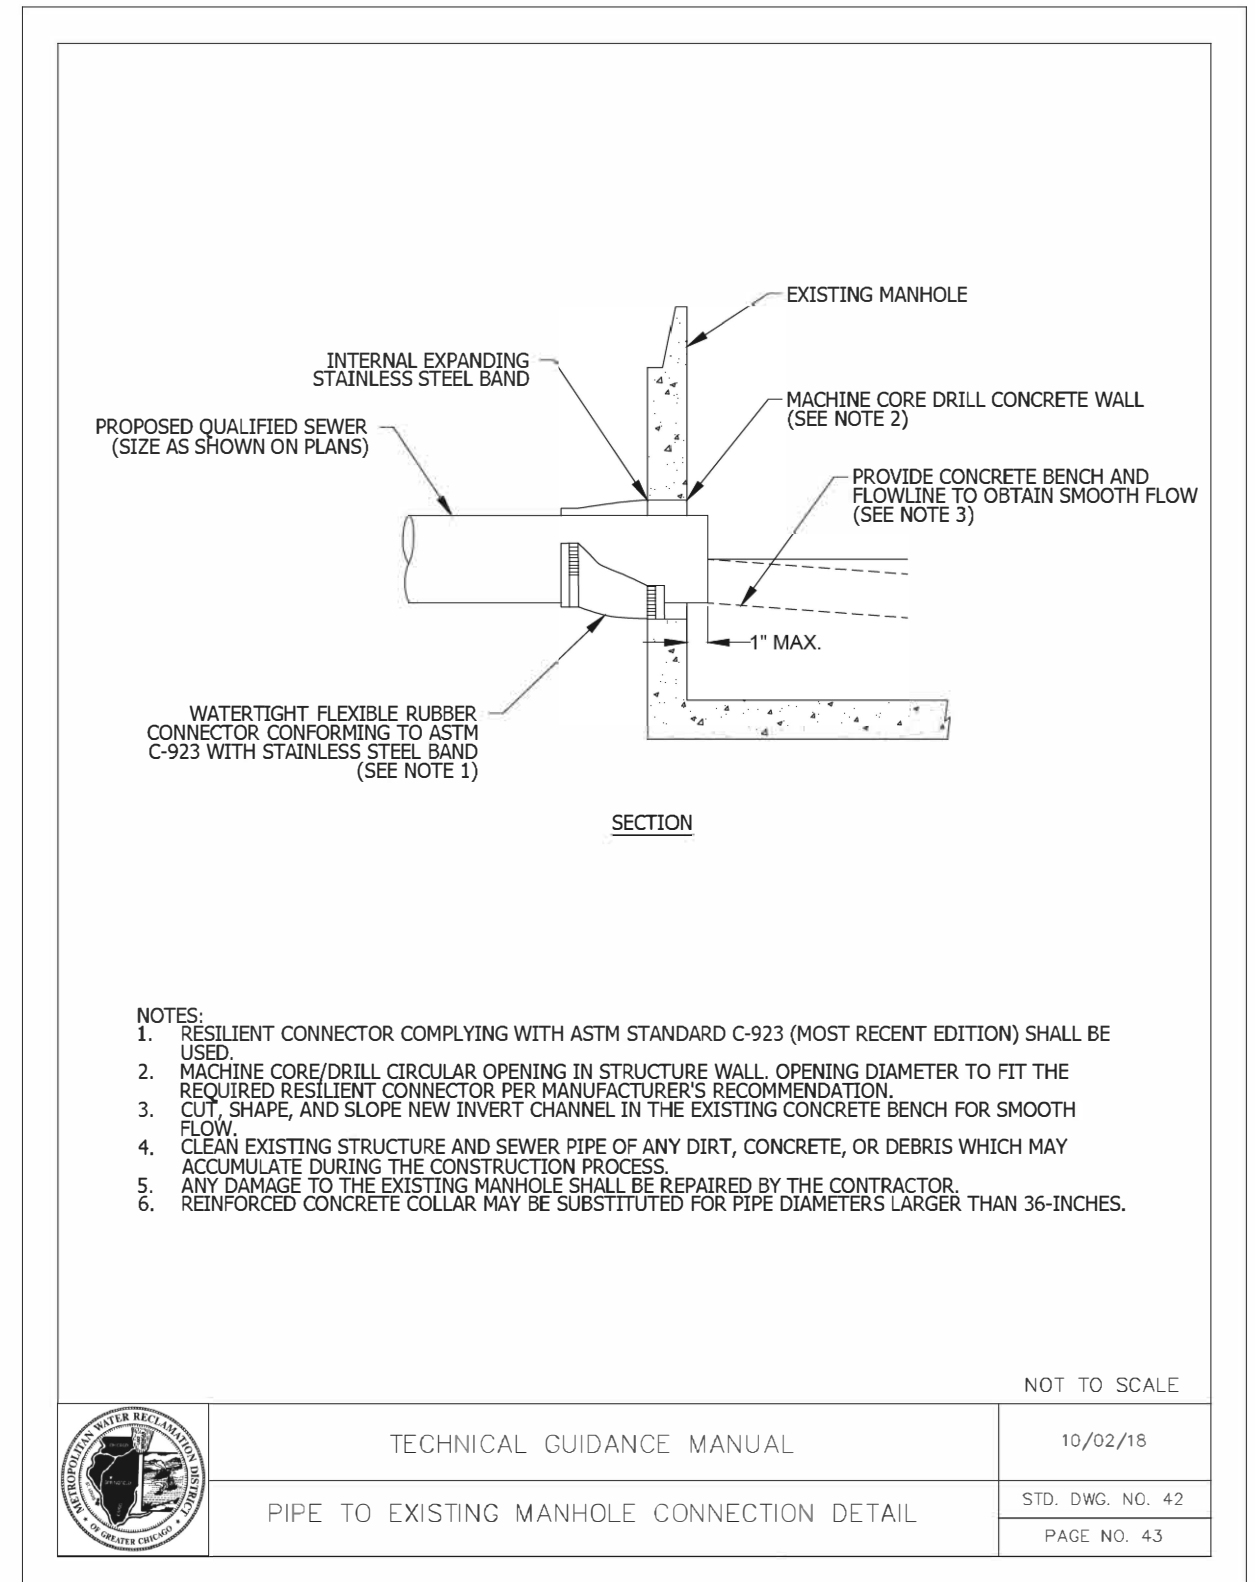 EXISTING MANHOLE
INTERNAL EXPANDING
STAINLESS STEEL BAND
MACHINE CORE DRILL CONCRETE WALL
(SEE NOTE 2)
PROPOSED QUALIFIED SEWER
(SIZE AS SHOWN ON PLANS)
PROVIDE CONCRETE BENCH AND
FLOWLINE TO OBTAIN SMOOTH FLOW
(SEE NOTE 3)
1" MAX.
WATERTIGHT FLEXIBLE RUBBER
CONNECTOR CONFORMING TO ASTM
C-923 WITH STAINLESS STEEL BAND
(SEE NOTE 1)
SECTION
NOTES:
1. RESILIENT CONNECTOR COMPLYING WITH ASTM STANDARD C-923 (MOST RECENT EDITION) SHALL BE
USED.
2. MACHINE CORE/DRILL CIRCULAR OPENING IN STRUCTURE WALL. OPENING DIAMETER TO FIT THE
REQUIRED RESILIENT CONNECTOR PER MANUFACTURER'S RECOMMENDATION.
3. CUT, SHAPE, AND SLOPE NEW INVERT CHANNEL IN THE EXISTING CONCRETE BENCH FOR SMOOTH
FLOW.
4. CLEAN EXISTING STRUCTURE AND SEWER PIPE OF ANY DIRT, CONCRETE, OR DEBRIS WHICH MAY
ACCUMULATE DURING THE CONSTRUCTION PROCESS.
5. ANY DAMAGE TO THE EXISTING MANHOLE SHALL BE REPAIRED BY THE CONTRACTOR.
6. REINFORCED CONCRETE COLLAR MAY BE SUBSTITUTED FOR PIPE DIAMETERS LARGER THAN 36-INCHES.
NOT TO SCALE
METROPOLITAN WATER RECLAMATION DISTRICT
OF GREATER CHICAGO
TECHNICAL GUIDANCE MANUAL
10/02/18
PIPE TO EXISTING MANHOLE CONNECTION DETAIL
STD. DWG. NO. 42
PAGE NO. 43